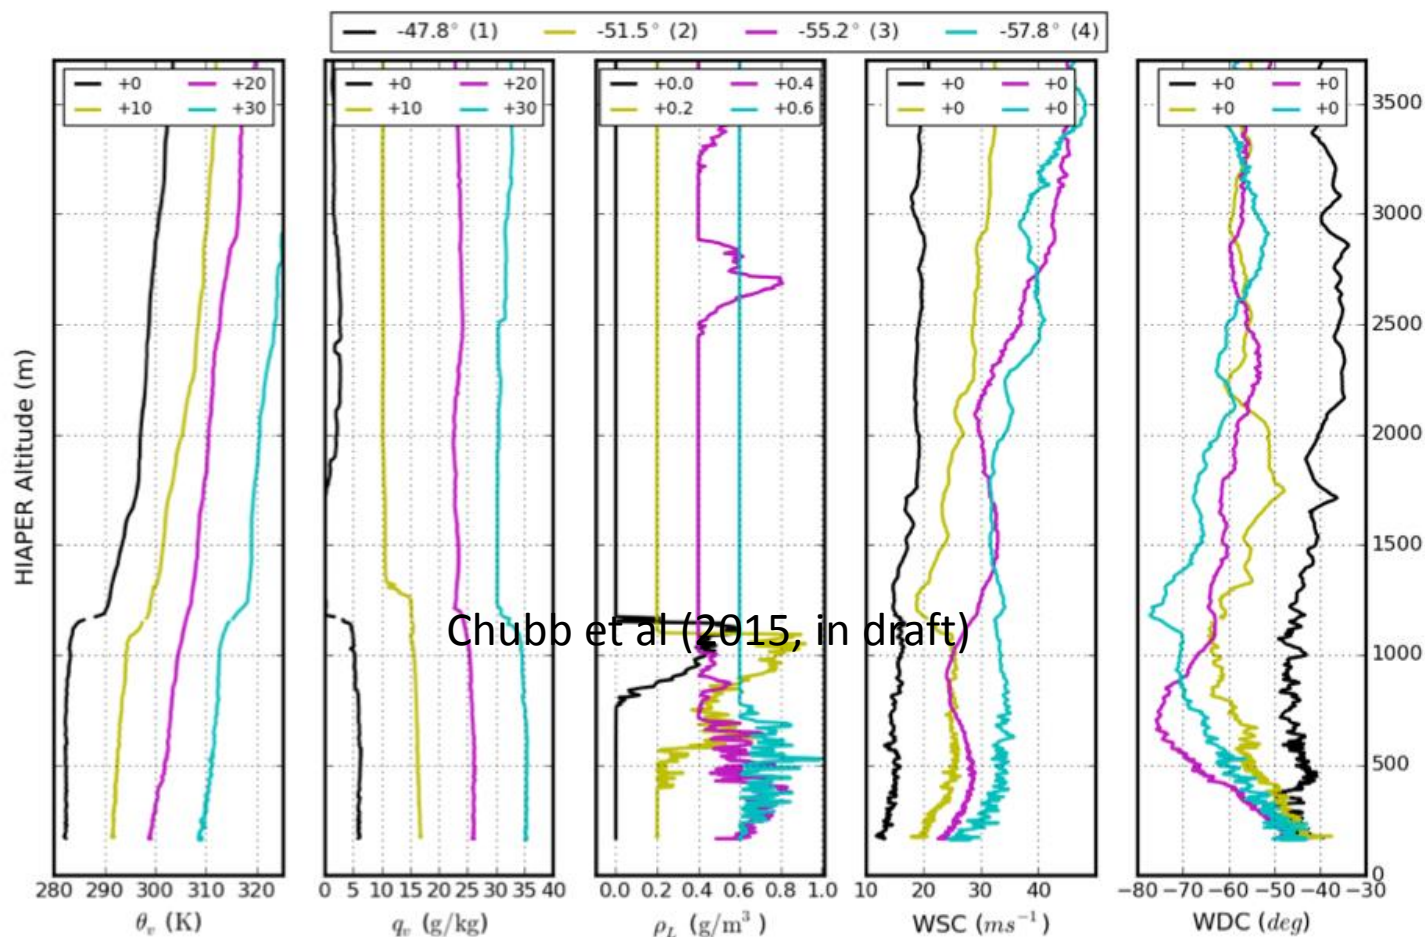 -47.8° (1) -51.5° (2) -55.2° (3) -57.8° (4)
+0 +20
+10 +30
+0 +20
+10 +30
+0.0 +0.4
+0.2 +0.6
+0 +0
+0 +0
+0 +0
+0 +0
3500
3000
2500
2000
1500
1000
500
0
HIAPER Altitude (m)
Chubb et al (2015, in draft)
280 290 300 310 320
0 5 10 15 20 25 30 35 40
0.0 0.2 0.4 0.6 0.8 1.0
10 20 30 40
−80 −70 −60 −50 −40 −30
θᵥ (K)
qᵥ (g/kg)
ρ_L (g/m³)
WSC (ms⁻¹)
WDC (deg)